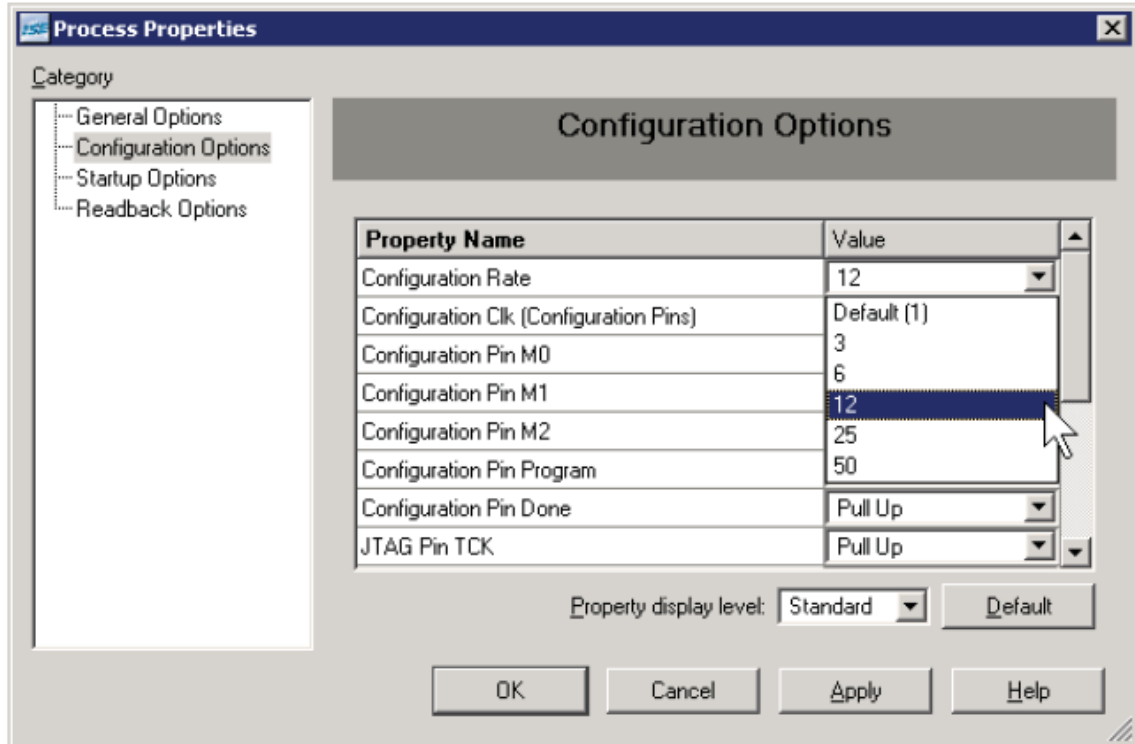 ISE Process Properties
Category
General Options
Configuration Options
Startup Options
Readback Options
Configuration Options
Property Name Value
Configuration Rate 12
Configuration Clk (Configuration Pins) Default (1)
Configuration Pin M0 3
6
Configuration Pin M1 12
Configuration Pin M2 25
Configuration Pin Program 50
Configuration Pin Done Pull Up
JTAG Pin TCK Pull Up
Property display level: Standard Default
OK Cancel Apply Help